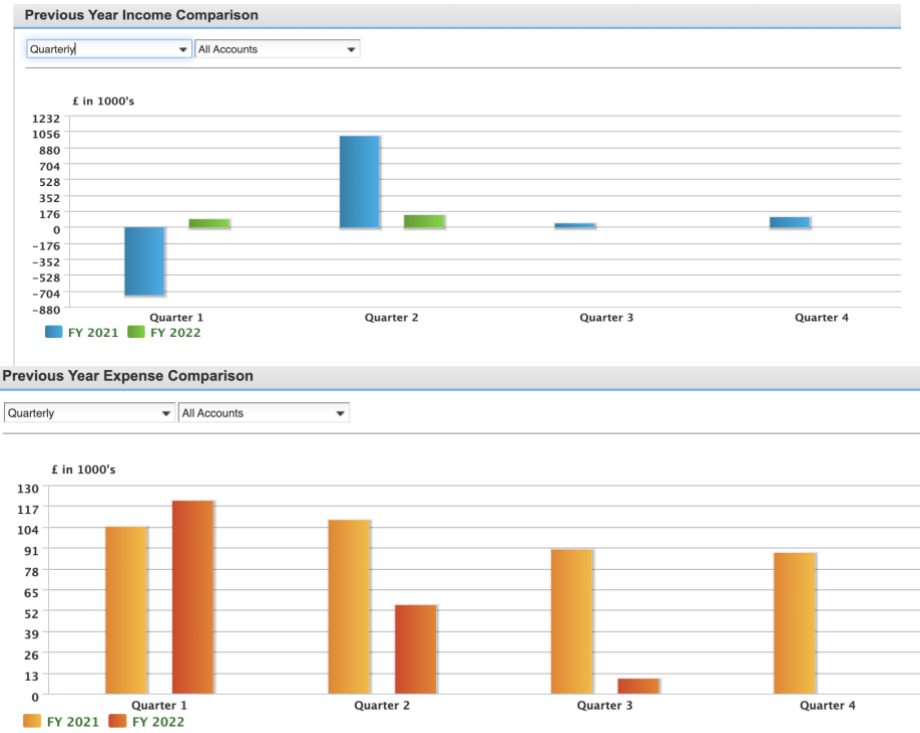 Previous Year Income Comparison
Quarterly All Accounts
£ in 1000's
1232
1056
880
704
528
352
176
0
-176
-352
-528
-704
-880
Quarter 1 Quarter 2 Quarter 3 Quarter 4
FY 2021 FY 2022
Previous Year Expense Comparison
Quarterly All Accounts
£ in 1000's
130
117
104
91
78
65
52
39
26
13
0
Quarter 1 Quarter 2 Quarter 3 Quarter 4
FY 2021 FY 2022